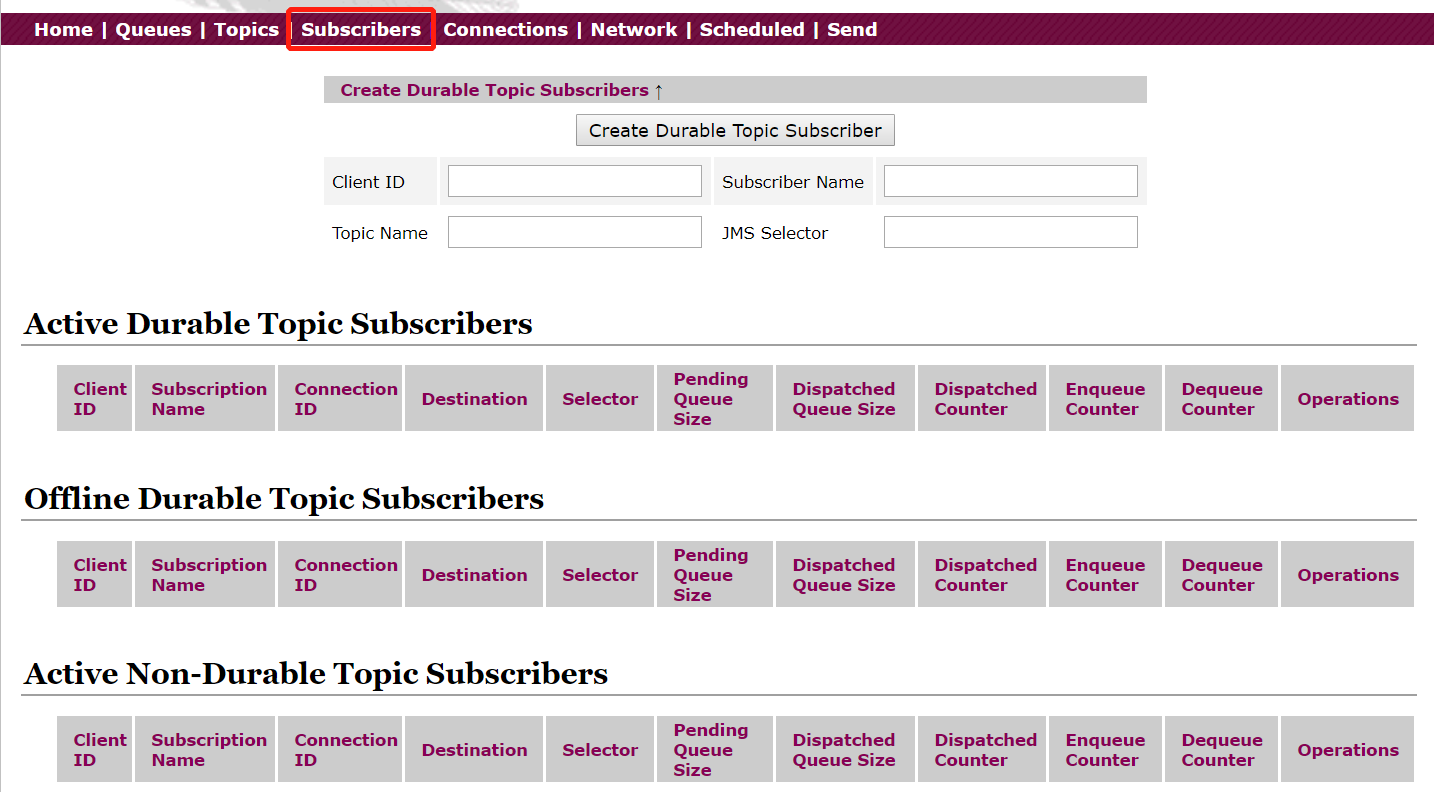 Home | Queues | Topics | Subscribers | Connections | Network | Scheduled | Send
Create Durable Topic Subscribers ↑
Create Durable Topic Subscriber
Client ID Subscriber Name
Topic Name JMS Selector
Active Durable Topic Subscribers
Client ID Subscription Name Connection ID Destination Selector Pending Queue Size Dispatched Queue Size Dispatched Counter Enqueue Counter Dequeue Counter Operations
Offline Durable Topic Subscribers
Client ID Subscription Name Connection ID Destination Selector Pending Queue Size Dispatched Queue Size Dispatched Counter Enqueue Counter Dequeue Counter Operations
Active Non-Durable Topic Subscribers
Client ID Subscription Name Connection ID Destination Selector Pending Queue Size Dispatched Queue Size Dispatched Counter Enqueue Counter Dequeue Counter Operations